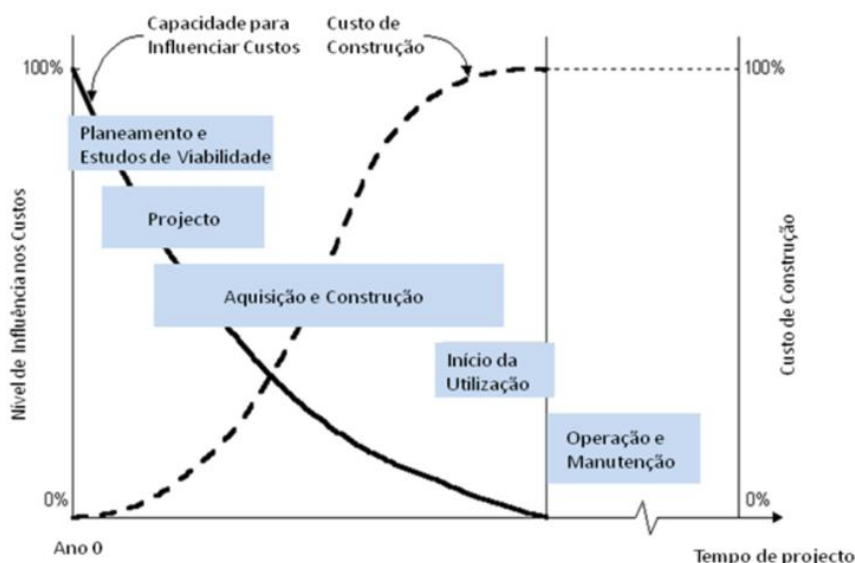 Capacidade para
Influenciar Custos
Custo de
Construção
100%
100%
Planeamento e
Estudos de Viabilidade
Projecto
Aquisição e Construção
Início da
Utilização
Operação e
Manutenção
Nível de Influência nos Custos
Custo de Construção
0%
0%
Ano 0
Tempo de projecto